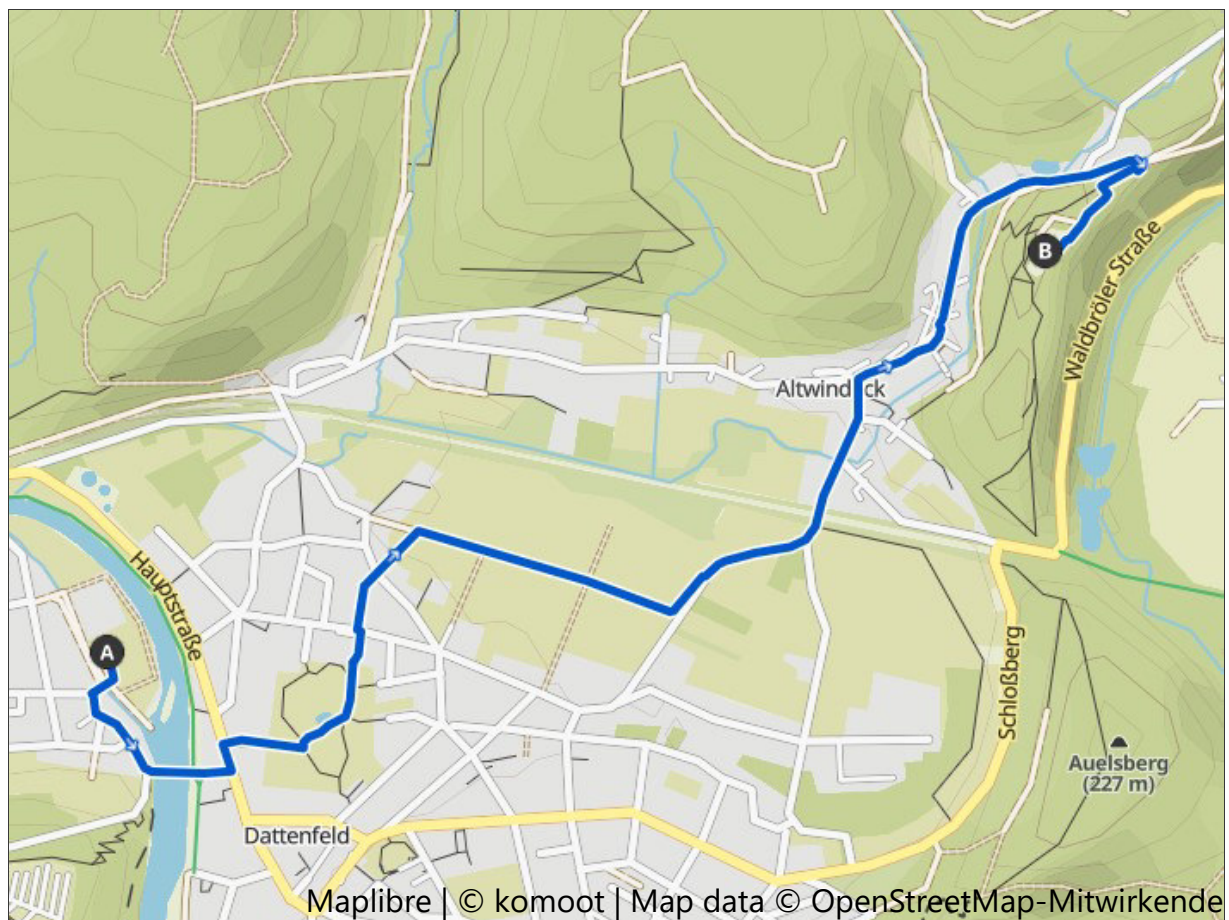 B
Waldbröler Straße
Altwind ck
Hauptstraße
A
Schloßberg
Auelsberg
(227 m)
Dattenfeld
Maplibre | © komoot | Map data © OpenStreetMap-Mitwirkende